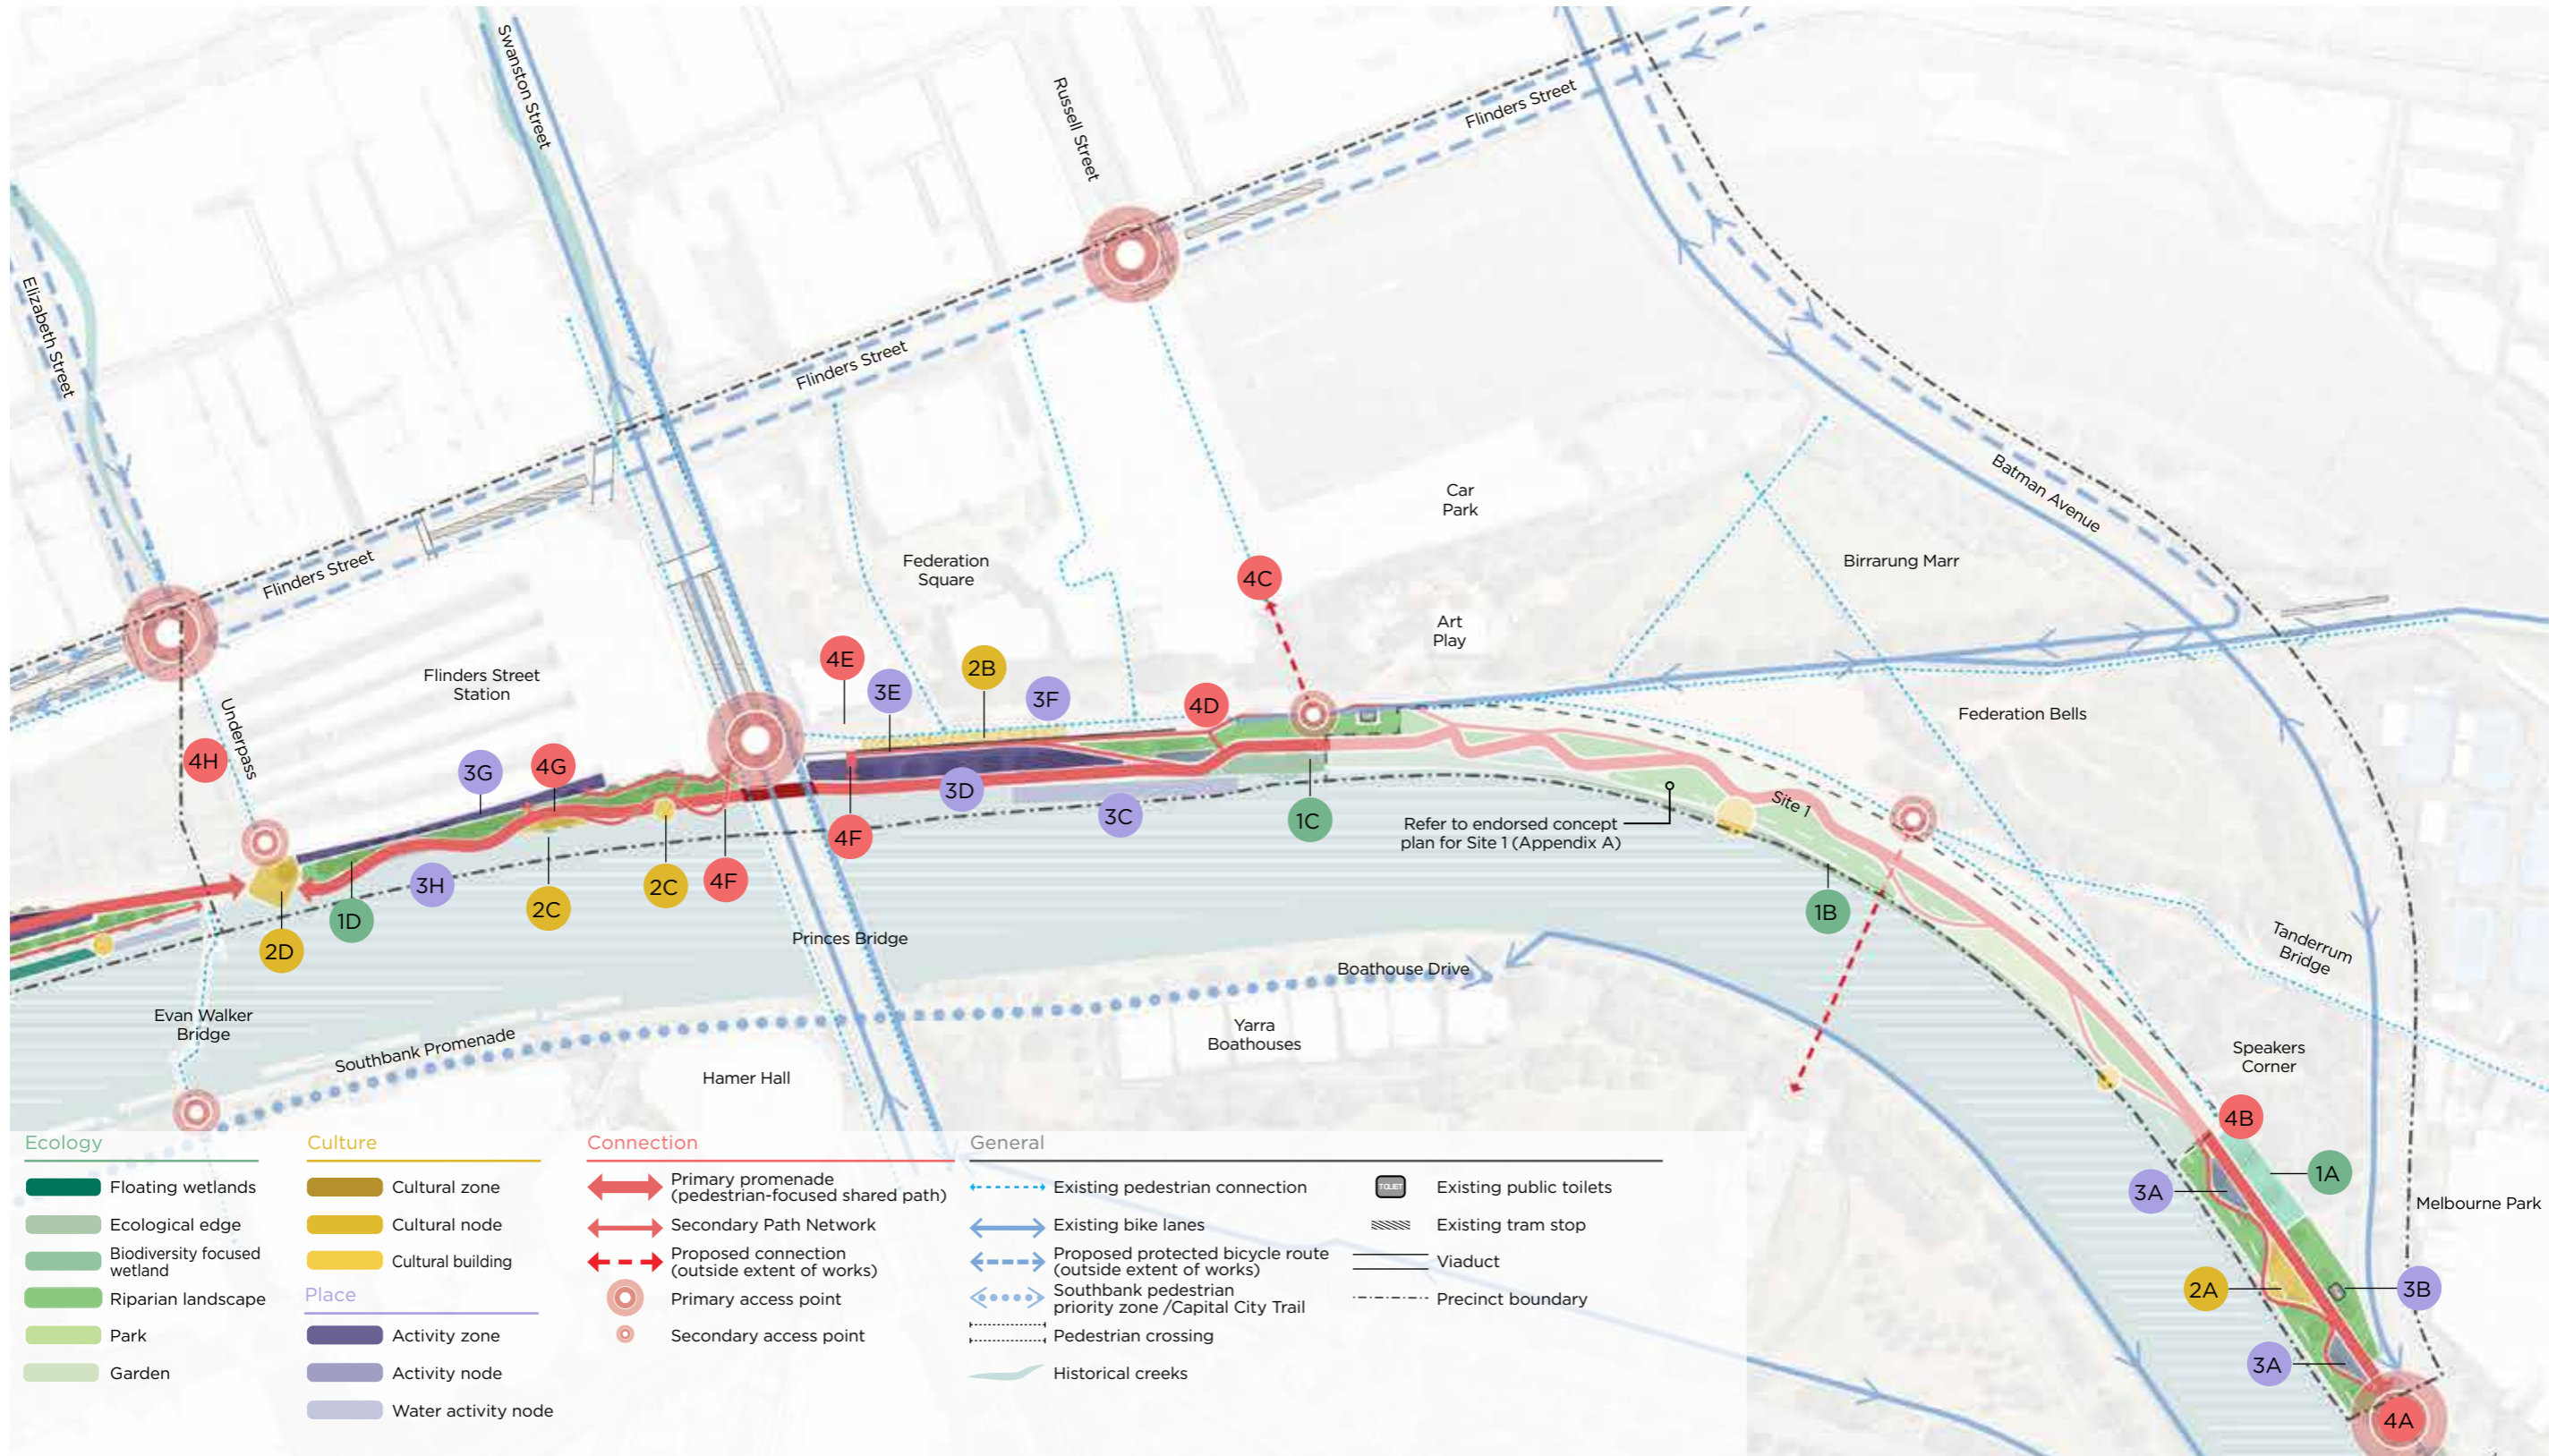 Swanston Street
Russell Street
Flinders Street
Elizabeth Street
Flinders Street
Batman Avenue
Car
Park
Birrarung Marr
Federation
Square
Flinders Street
4C
Art
Play
4E
2B
Flinders Street
Station
3E
3F
4D
Federation Bells
Underpass
4H
3G
4G
3D
3C
Site 1
1C
Refer to endorsed concept
plan for Site 1 (Appendix A)
4F
3H
2C
4F
2C
1D
1B
2D
Princes Bridge
Tanderrum
Bridge
Boathouse Drive
Evan Walker
Bridge
Yarra
Boathouses
Southbank Promenade
Speakers
Corner
Hamer Hall
4B
1A
3A
Melbourne Park
2A
3B
3A
4A
Ecology
Floating wetlands
Ecological edge
Biodiversity focused
wetland
Riparian landscape
Park
Garden
Culture
Cultural zone
Cultural node
Cultural building
Place
Activity zone
Activity node
Water activity node
Connection
Primary promenade
(pedestrian-focused shared path)
Secondary Path Network
Proposed connection
(outside extent of works)
Primary access point
Secondary access point
General
Existing pedestrian connection
Existing bike lanes
Proposed protected bicycle route
(outside extent of works)
Southbank pedestrian
priority zone /Capital City Trail
Pedestrian crossing
Historical creeks
TOILET
Existing public toilets
Existing tram stop
Viaduct
Precinct boundary